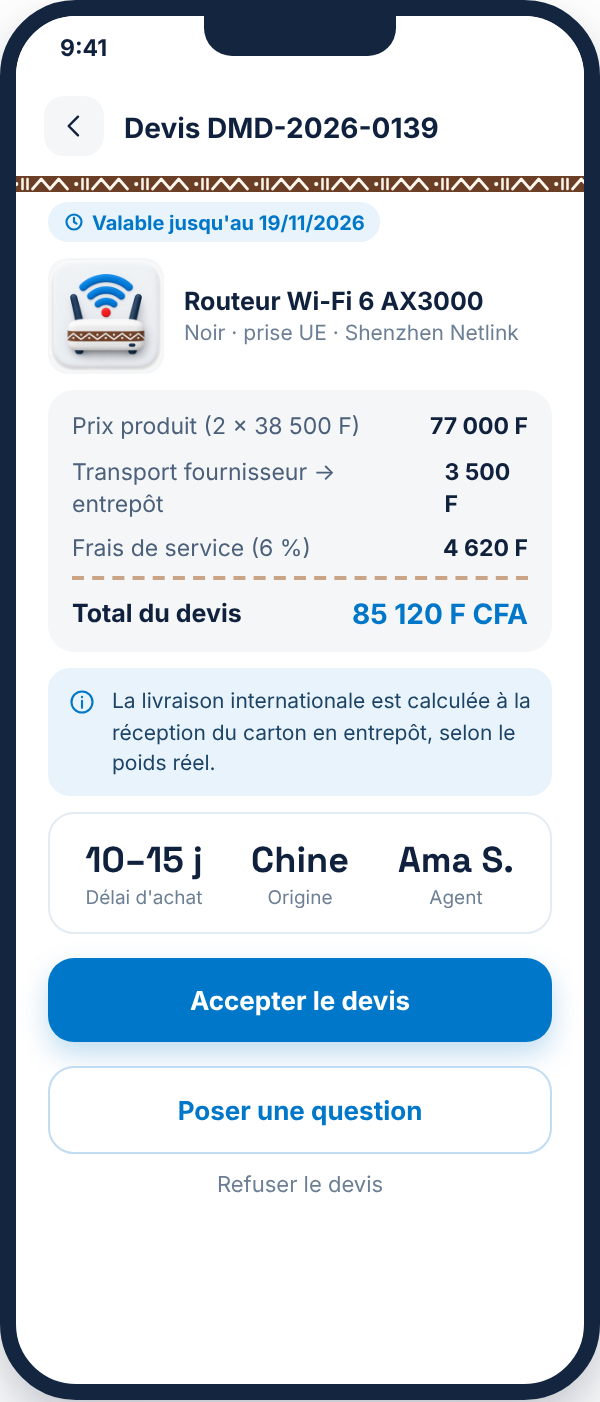 9:41
Devis DMD-2026-0139
Valable jusqu'au 19/11/2026
Routeur Wi-Fi 6 AX3000
Noir · prise UE · Shenzhen Netlink
Prix produit (2 × 38 500 F) 77 000 F
Transport fournisseur → 3 500
entrepôt F
Frais de service (6 %) 4 620 F
Total du devis 85 120 F CFA
La livraison internationale est calculée à la
réception du carton en entrepôt, selon le
poids réel.
10–15 j Chine Ama S.
Délai d'achat Origine Agent
Accepter le devis
Poser une question
Refuser le devis